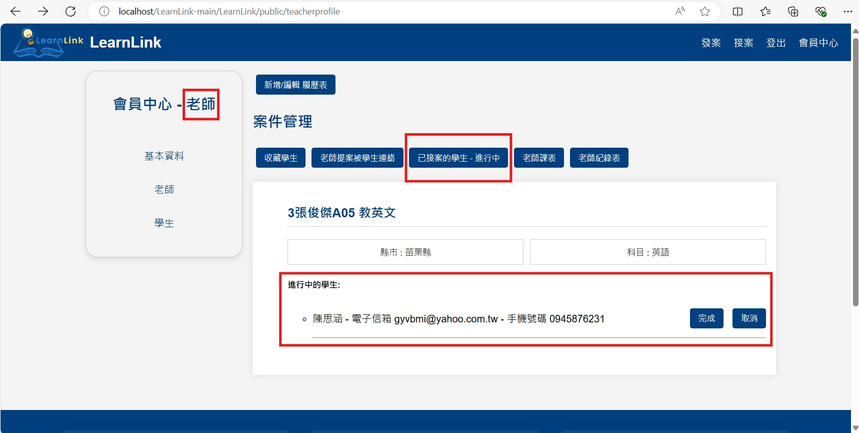 localhost/LearnLink-main/LearnLink/public/teacherprofile
LearnLink LearnLink
發案 接案 登出 會員中心
會員中心 - 老師
基本資料
老師
學生
新增/編輯 履歷表
案件管理
收藏學生 老師提案被學生連絡 已接案的學生 - 進行中 老師課表 老師紀錄表
3張俊傑A05 教英文
縣市 : 苗栗縣 科目 : 英語
進行中的學生:
陳思涵 - 電子信箱 gyvbmi@yahoo.com.tw - 手機號碼 0945876231 完成 取消